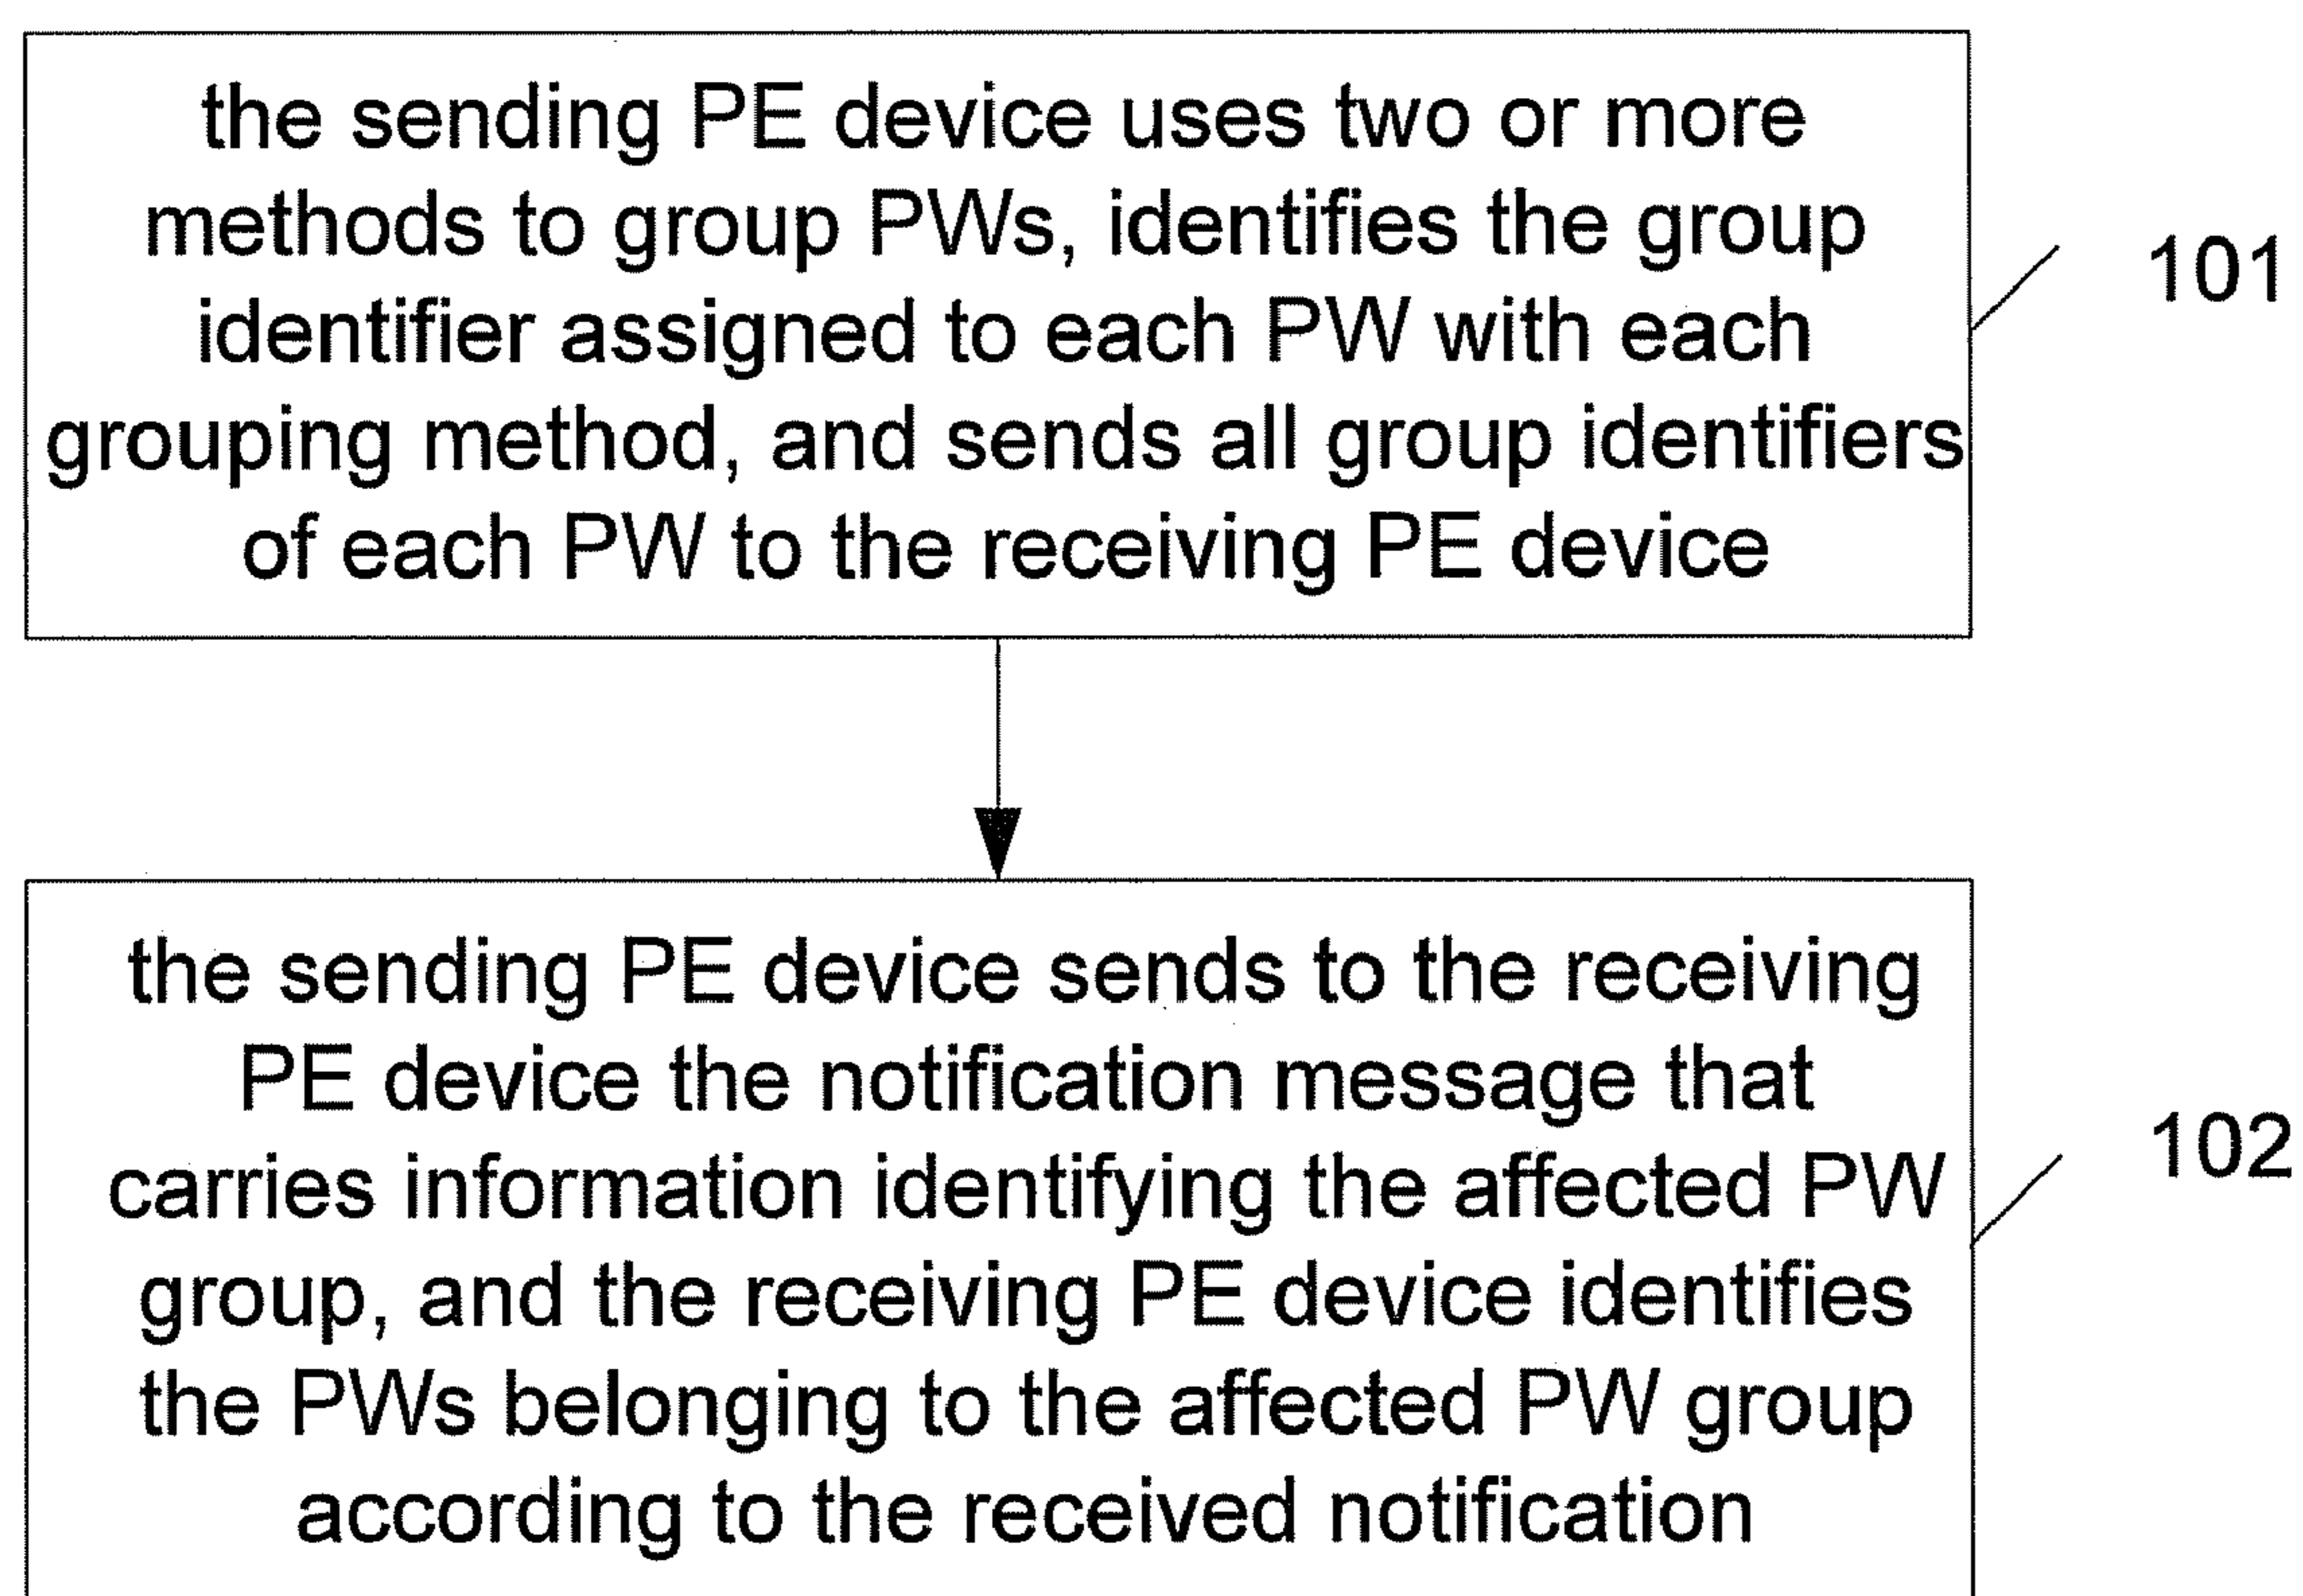 the sending PE device uses two or more
methods to group PWs, identifies the group
identifier assigned to each PW with each
grouping method, and sends all group identifiers
of each PW to the receiving PE device
101
the sending PE device sends to the receiving
PE device the notification message that
carries information identifying the affected PW
group, and the receiving PE device identifies
the PWs belonging to the affected PW group
according to the received notification
102